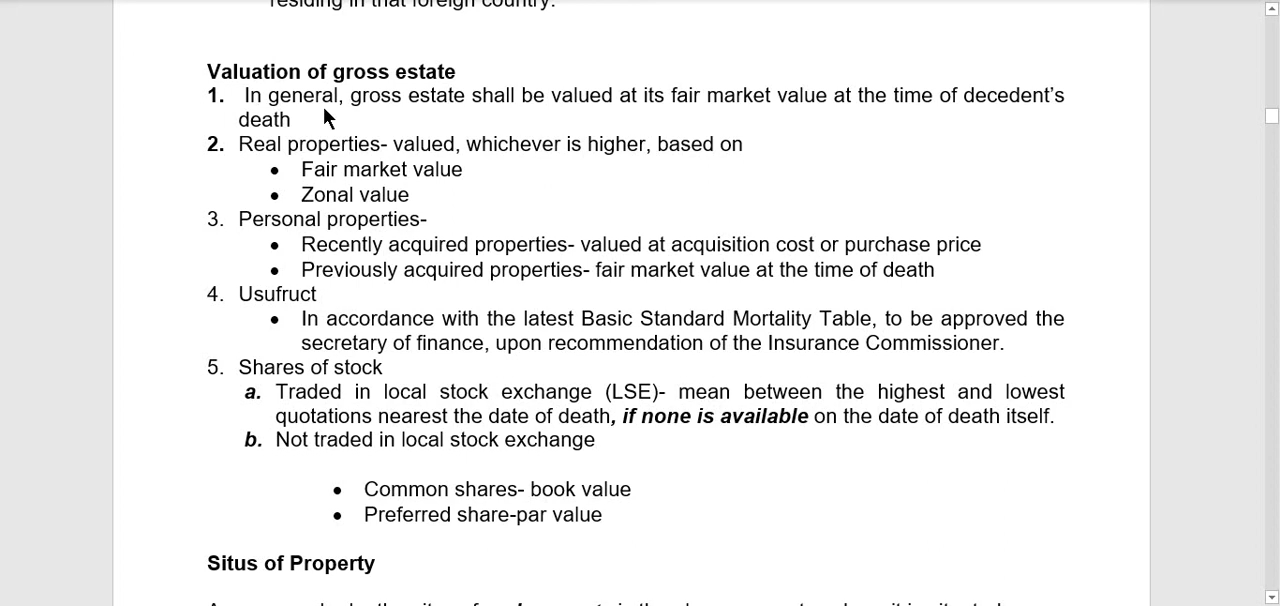 residing in that foreign country.
Valuation of gross estate
1. In general, gross estate shall be valued at its fair market value at the time of decedent's
death
2. Real properties- valued, whichever is higher, based on
• Fair market value
• Zonal value
3. Personal properties-
• Recently acquired properties- valued at acquisition cost or purchase price
• Previously acquired properties- fair market value at the time of death
4. Usufruct
• In accordance with the latest Basic Standard Mortality Table, to be approved the
secretary of finance, upon recommendation of the Insurance Commissioner.
5. Shares of stock
a. Traded in local stock exchange (LSE)- mean between the highest and lowest
quotations nearest the date of death, if none is available on the date of death itself.
b. Not traded in local stock exchange
• Common shares- book value
• Preferred share-par value
Situs of Property